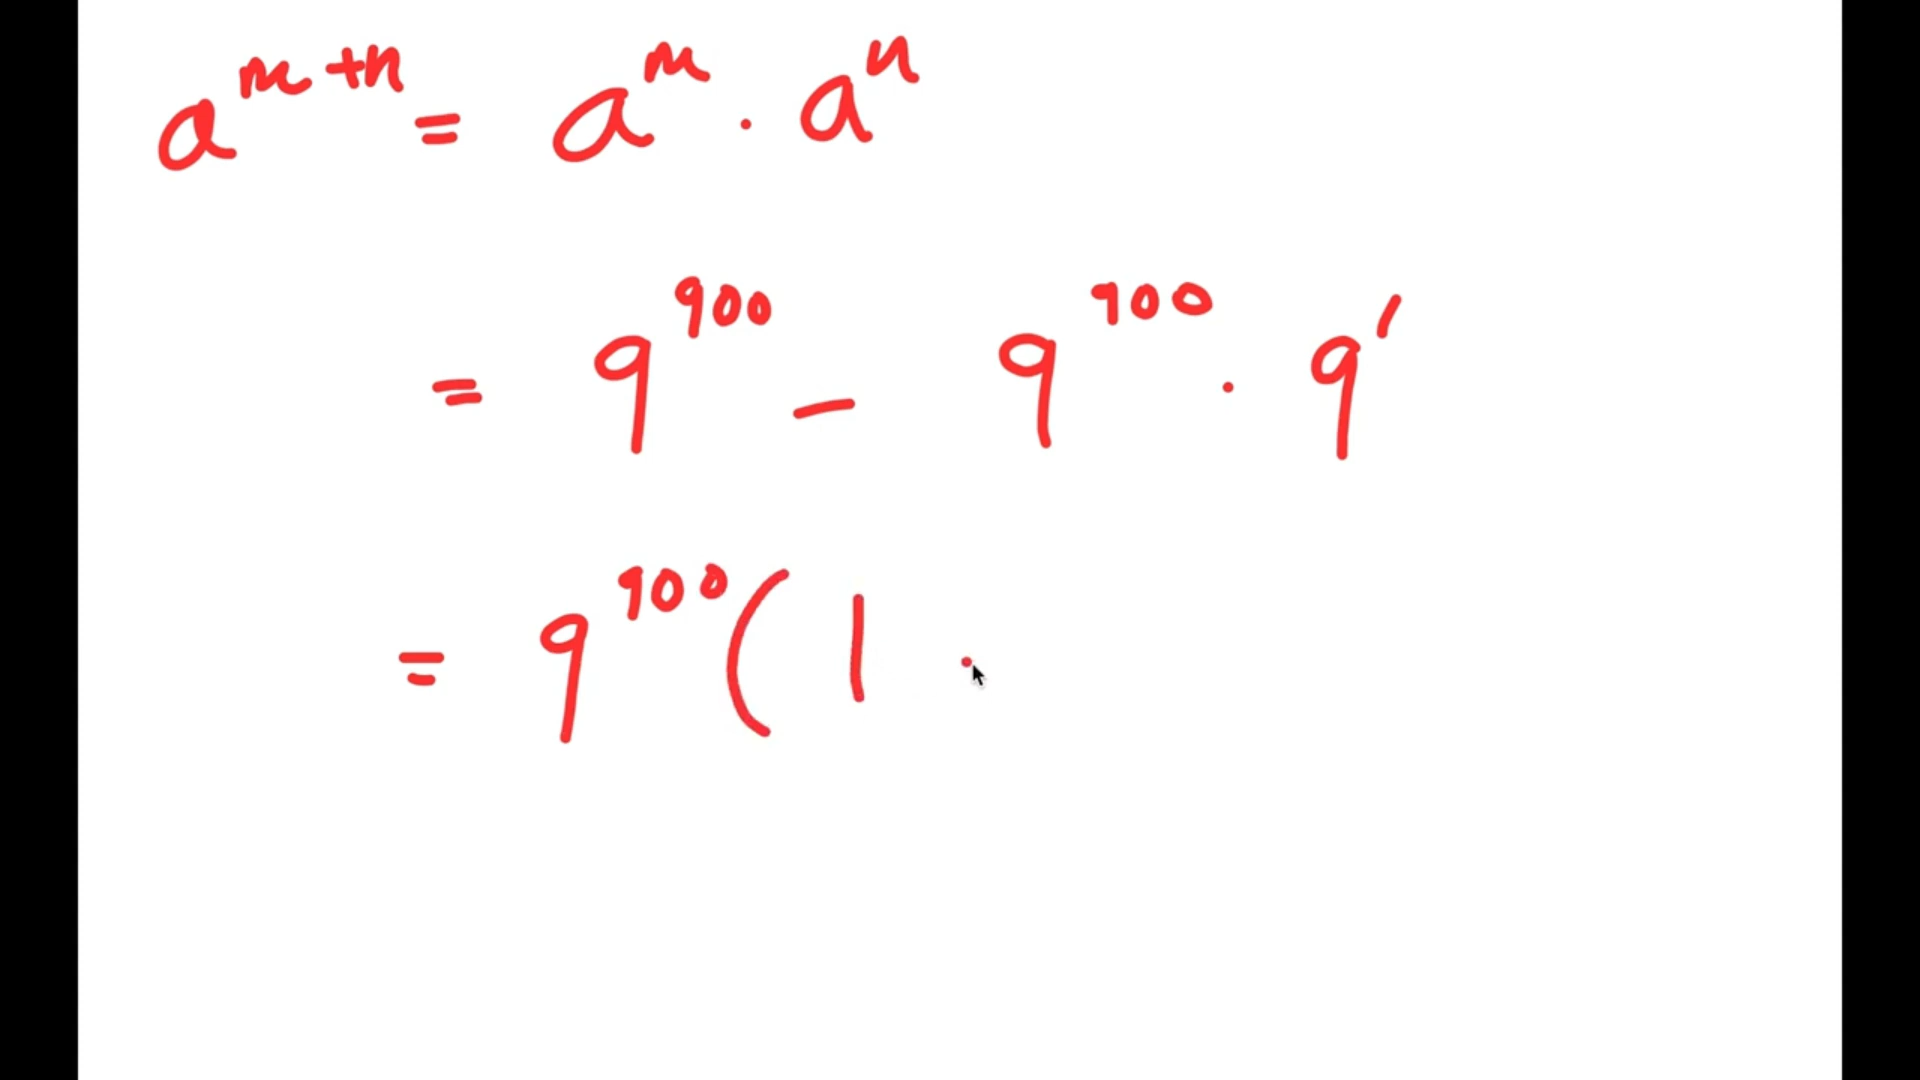 a^{m+n} = a^m · a^n
= 9^{900} - 9^{900} · 9^1
= 9^{900} ( 1 ·